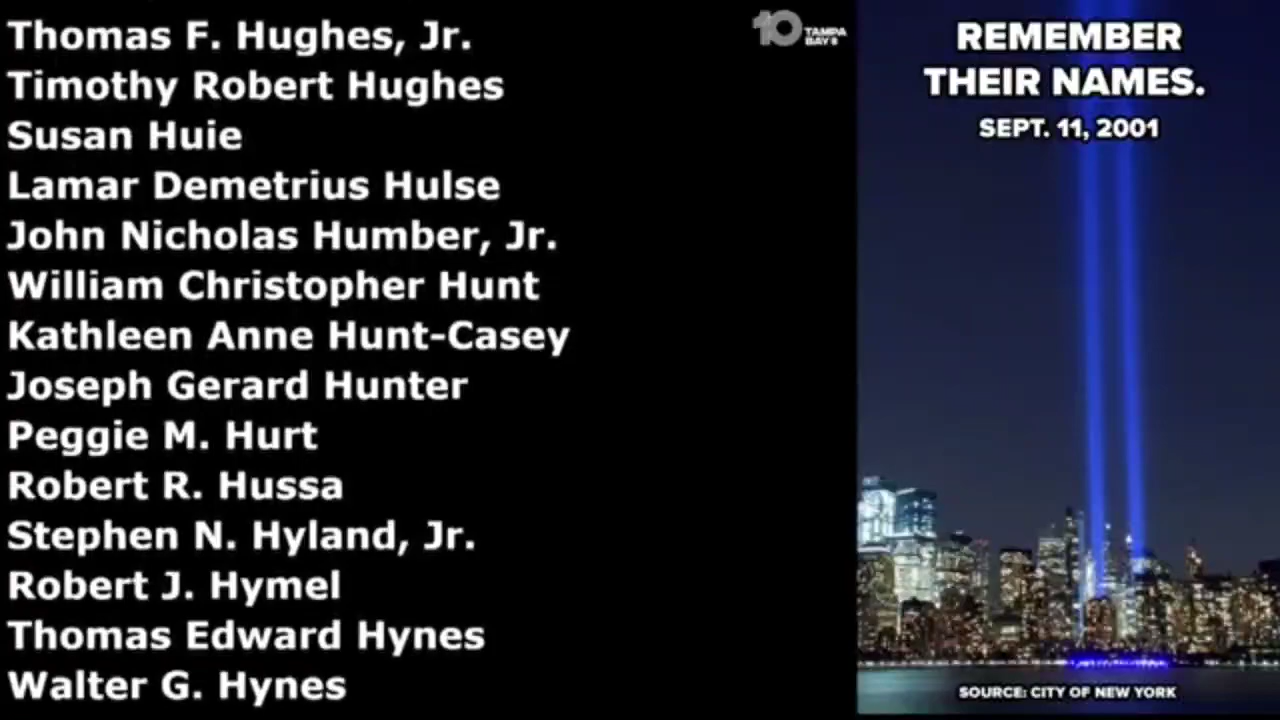 Thomas F. Hughes, Jr.
Timothy Robert Hughes
Susan Huie
Lamar Demetrius Hulse
John Nicholas Humber, Jr.
William Christopher Hunt
Kathleen Anne Hunt-Casey
Joseph Gerard Hunter
Peggie M. Hurt
Robert R. Hussa
Stephen N. Hyland, Jr.
Robert J. Hymel
Thomas Edward Hynes
Walter G. Hynes
10 TAMPA
BAY
REMEMBER
THEIR NAMES.
SEPT. 11, 2001
SOURCE: CITY OF NEW YORK